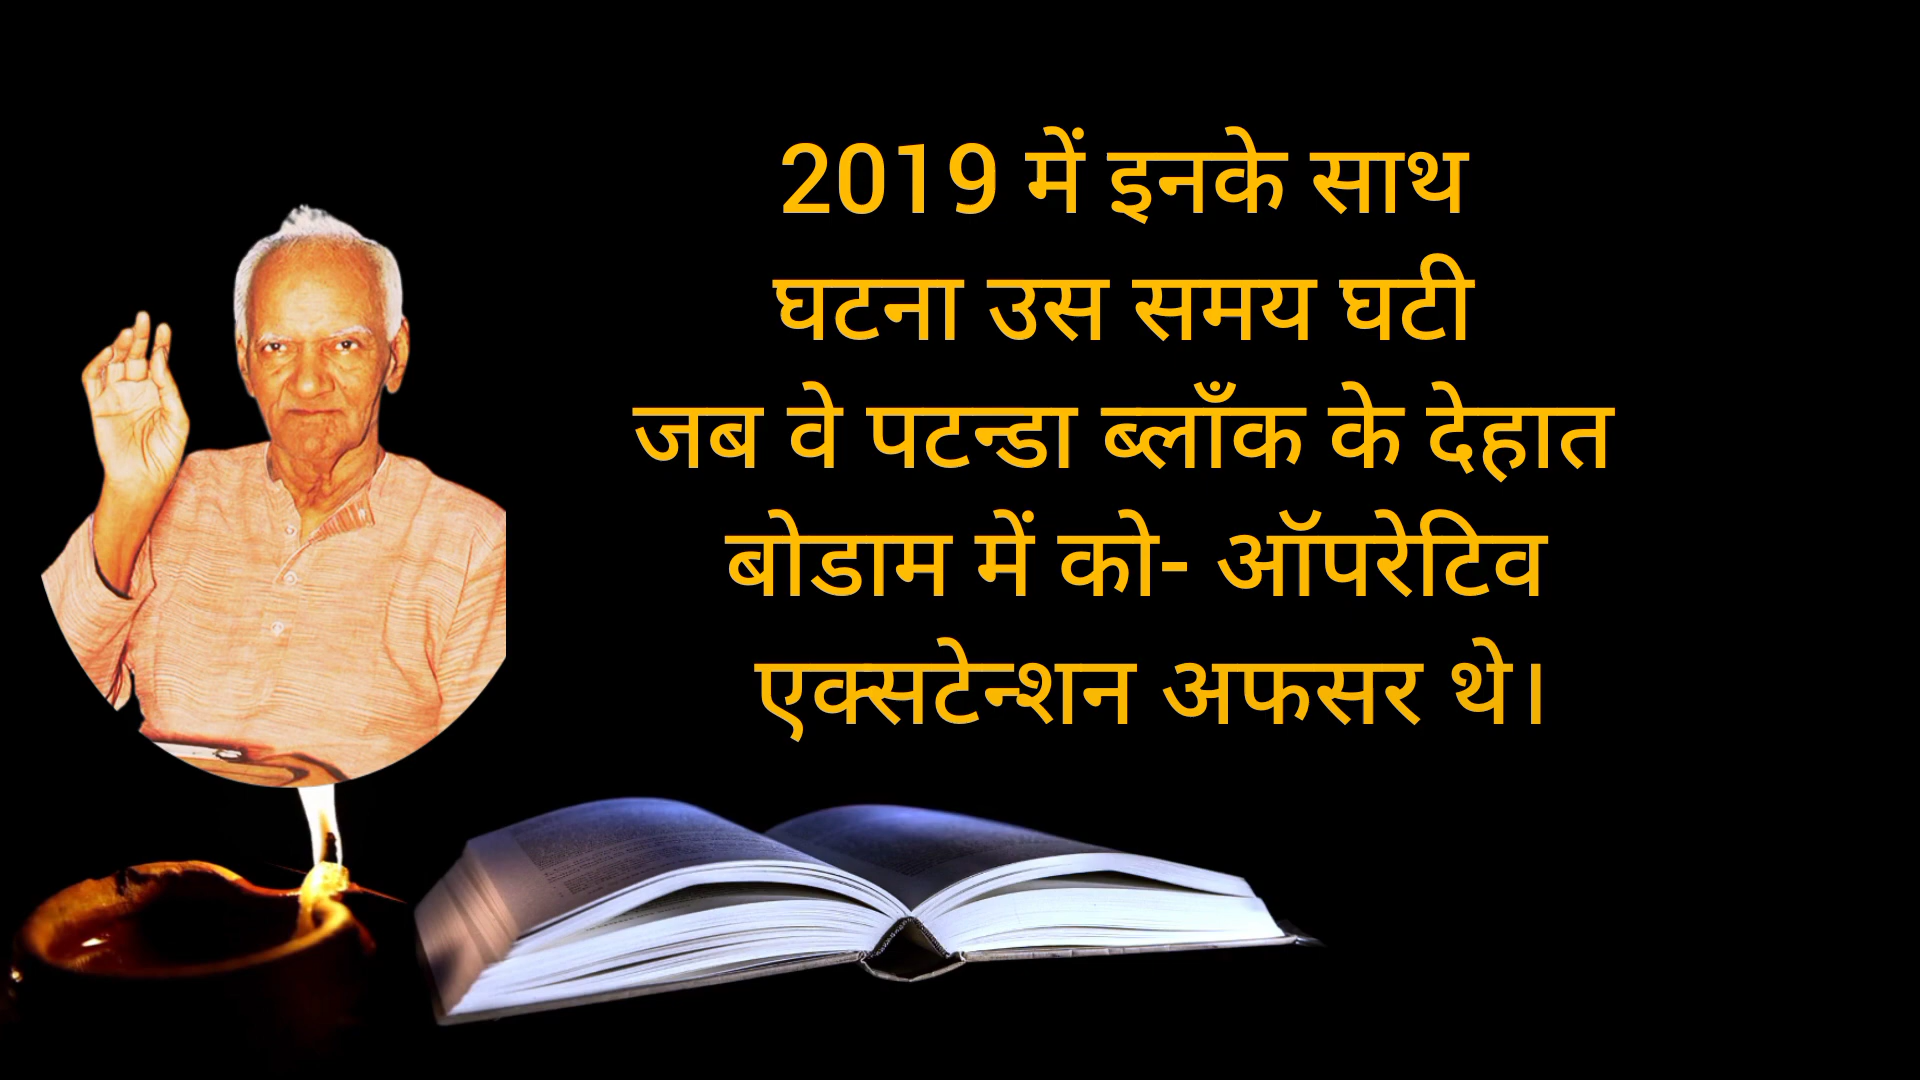 2019 में इनके साथ
घटना उस समय घटी
जब वे पटन्डा ब्लाँक के देहात
बोडाम में को- ऑपरेटिव
एक्सटेन्शन अफसर थे।